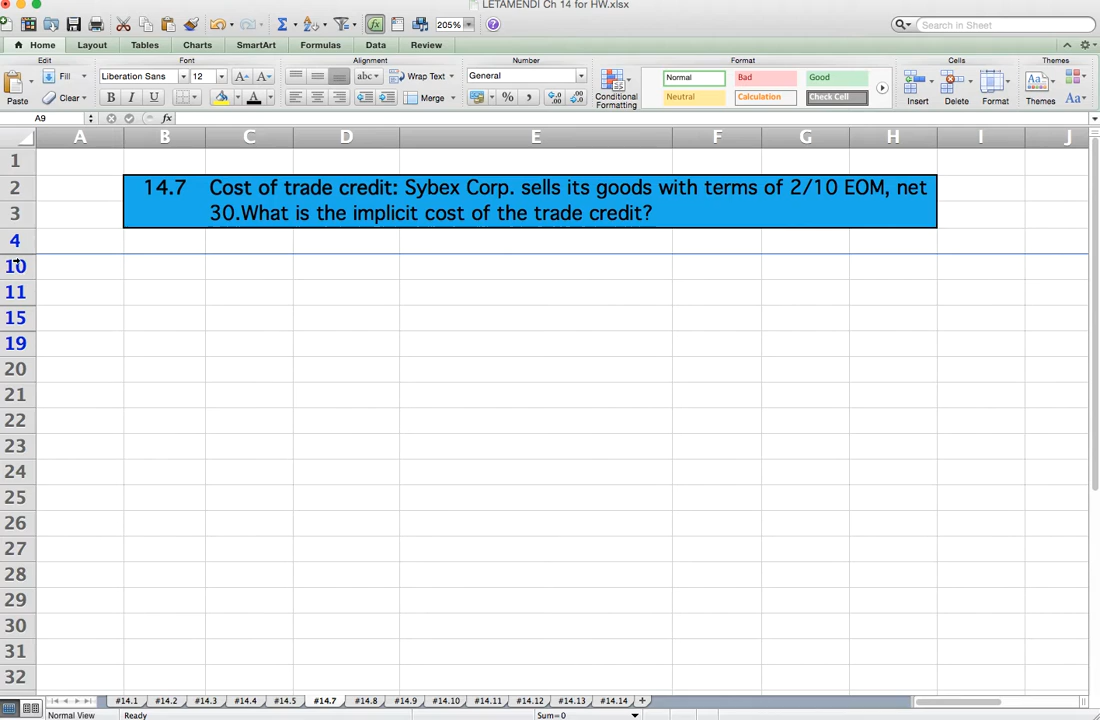 LETAMENDI Ch 14 for HW.xlsx
205%
Search in Sheet
Home Layout Tables Charts SmartArt Formulas Data Review
Edit Font Alignment Number Format Cells Themes
Paste Fill Clear
Liberation Sans 12 A A
B I U A
abc Wrap Text
Merge
General
%
Conditional Formatting
Normal Bad Good
Neutral Calculation Check Cell
Insert Delete Format Themes Aa
A9 fx
A B C D E F G H I J
1
2 14.7 Cost of trade credit: Sybex Corp. sells its goods with terms of 2/10 EOM, net
3 30.What is the implicit cost of the trade credit?
4
10
11
15
19
20
21
22
23
24
25
26
27
28
29
30
31
32
#14.1 #14.2 #14.3 #14.4 #14.5 #14.7 #14.8 #14.9 #14.10 #14.11 #14.12 #14.13 #14.14 +
Normal View Ready Sum=0